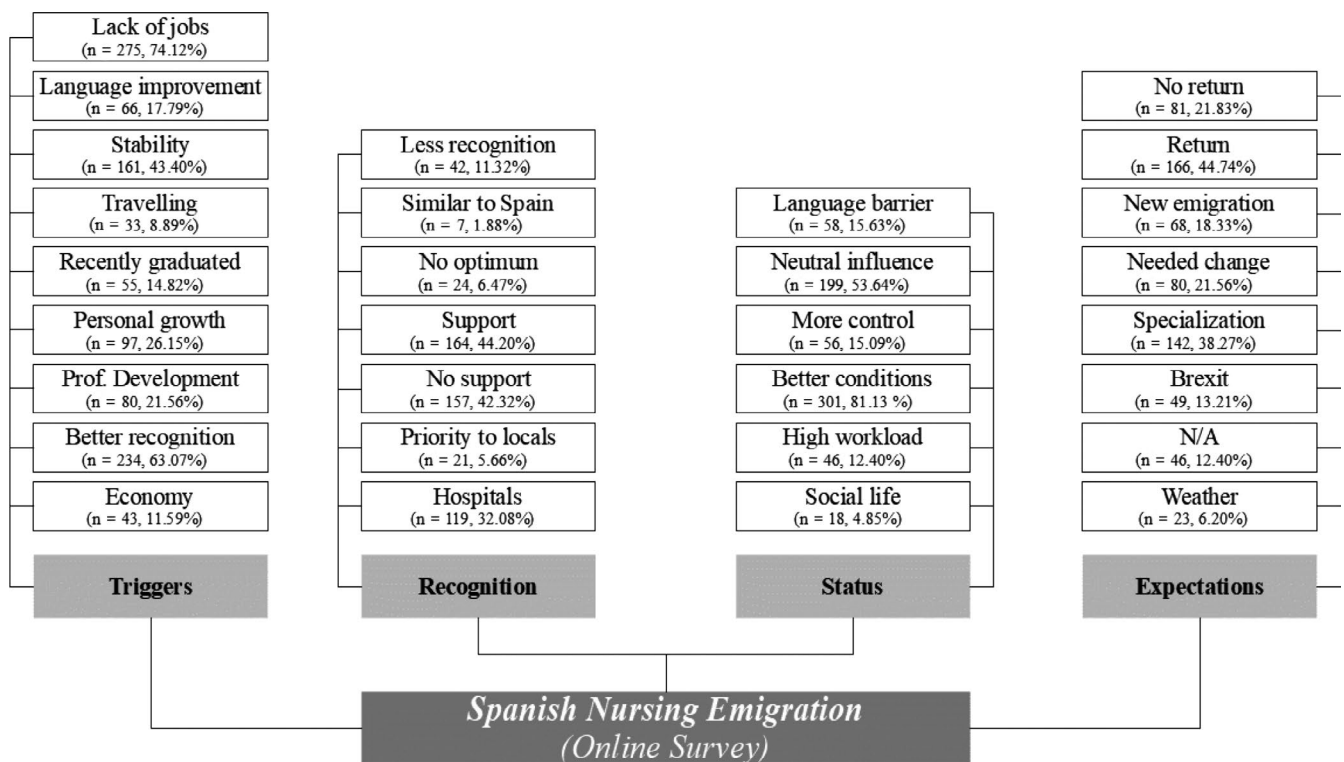 Lack of jobs
(n = 275, 74.12%)
Language improvement
(n = 66, 17.79%)
Stability
(n = 161, 43.40%)
Travelling
(n = 33, 8.89%)
Recently graduated
(n = 55, 14.82%)
Personal growth
(n = 97, 26.15%)
Prof. Development
(n = 80, 21.56%)
Better recognition
(n = 234, 63.07%)
Economy
(n = 43, 11.59%)
Triggers
Less recognition
(n = 42, 11.32%)
Similar to Spain
(n = 7, 1.88%)
No optimum
(n = 24, 6.47%)
Support
(n = 164, 44.20%)
No support
(n = 157, 42.32%)
Priority to locals
(n = 21, 5.66%)
Hospitals
(n = 119, 32.08%)
Recognition
Language barrier
(n = 58, 15.63%)
Neutral influence
(n = 199, 53.64%)
More control
(n = 56, 15.09%)
Better conditions
(n = 301, 81.13 %)
High workload
(n = 46, 12.40%)
Social life
(n = 18, 4.85%)
Status
No return
(n = 81, 21.83%)
Return
(n = 166, 44.74%)
New emigration
(n = 68, 18.33%)
Needed change
(n = 80, 21.56%)
Specialization
(n = 142, 38.27%)
Brexit
(n = 49, 13.21%)
N/A
(n = 46, 12.40%)
Weather
(n = 23, 6.20%)
Expectations
Spanish Nursing Emigration
(Online Survey)